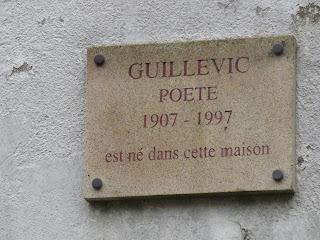 GUILLEVIC
POETE
1907 - 1997
est né dans cette maison